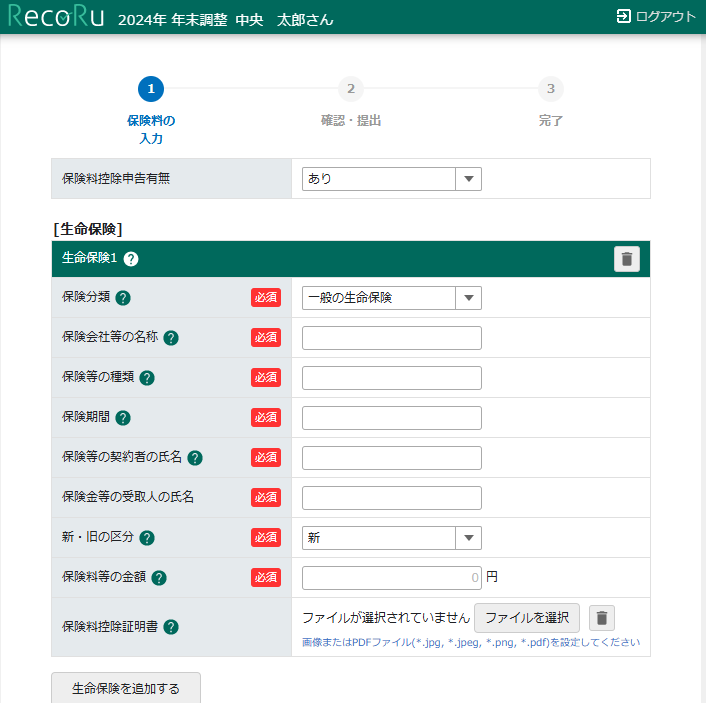 RecoRu 2024年 年末調整 中央　太郎さん ログアウト
1 2 3
保険料の 確認・提出 完了
入力
保険料控除申告有無 あり
[生命保険]
生命保険1 ?
保険分類 ? 必須 一般の生命保険
保険会社等の名称 ? 必須
保険等の種類 ? 必須
保険期間 ? 必須
保険等の契約者の氏名 ? 必須
保険金等の受取人の氏名 必須
新・旧の区分 ? 必須 新
保険料等の金額 ? 必須 0 円
保険料控除証明書 ? ファイルが選択されていません ファイルを選択
画像またはPDFファイル(*.jpg, *.jpeg, *.png, *.pdf)を設定してください
生命保険を追加する